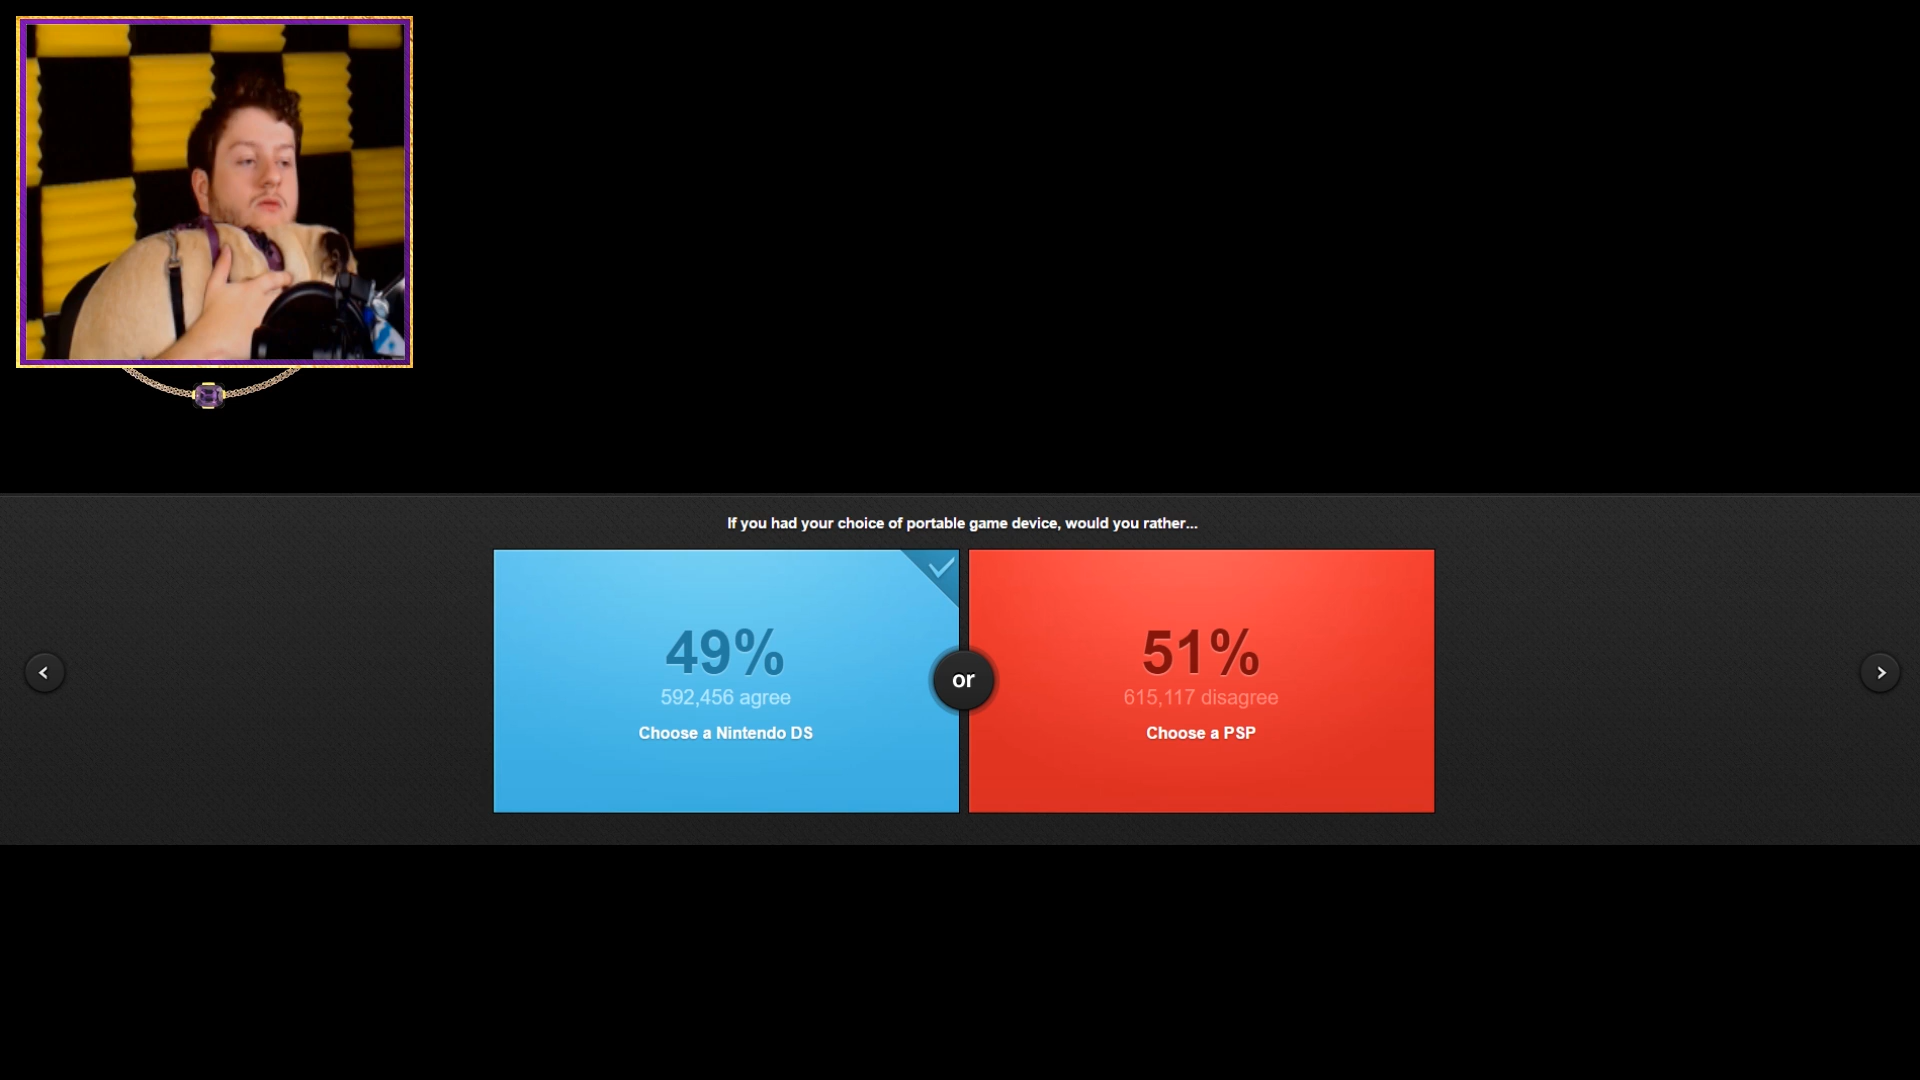 If you had your choice of portable game device, would you rather...
49%
592,456 agree
Choose a Nintendo DS
or
51%
615,117 disagree
Choose a PSP